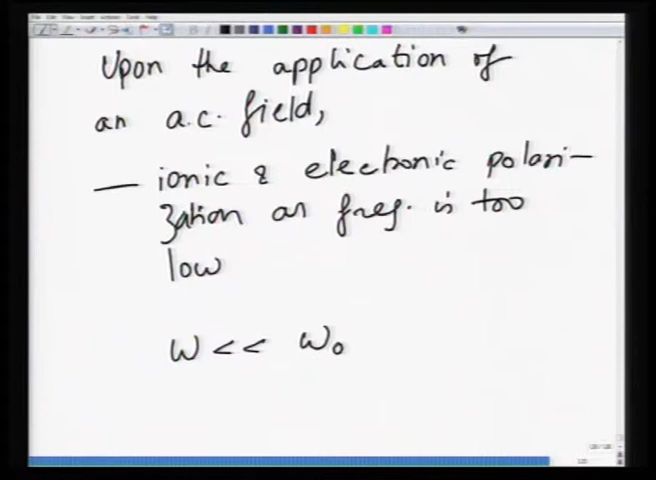 Upon the application of
an a.c. field,
— ionic & electronic polari-
zation as freq. is too
low
ω << ω₀